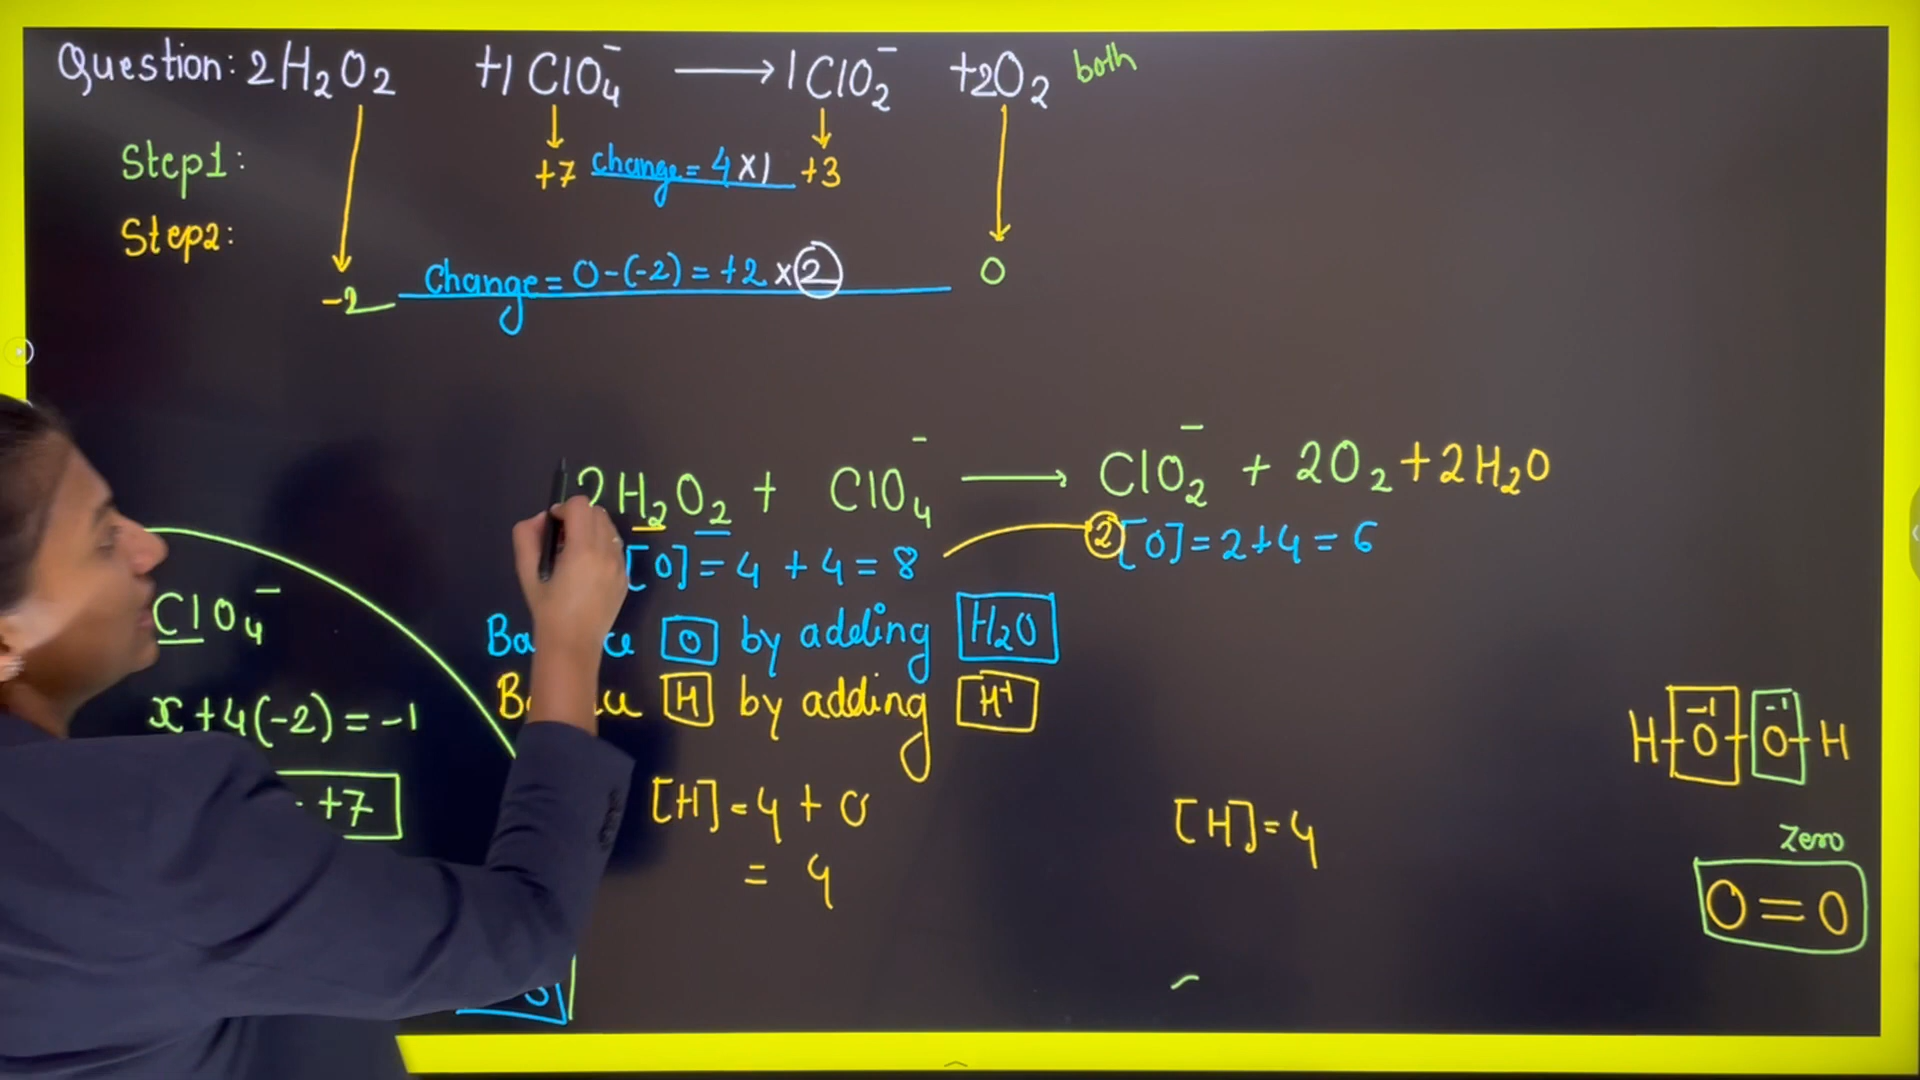 Question: 2H₂O₂ +1 ClO₄⁻ ⟶ 1 ClO₂⁻ +2O₂ both
Step1:
+7 change = 4 ×1 +3
Step2:
-2 Change = 0-(-2) = +2 ×2 0
2H₂O₂ + ClO₄⁻ ⟶ ClO₂⁻ + 2O₂ + 2H₂O
[O] = 4 + 4 = 8 2 [O] = 2+4 = 6
ClO₄⁻
O by adding H₂O
x+4(-2) = -1
H by adding H⁺
H-O⁻¹-O⁻¹-H
+7
[H] = 4 + 0
[H] = 4
= 4
Zero
O=O